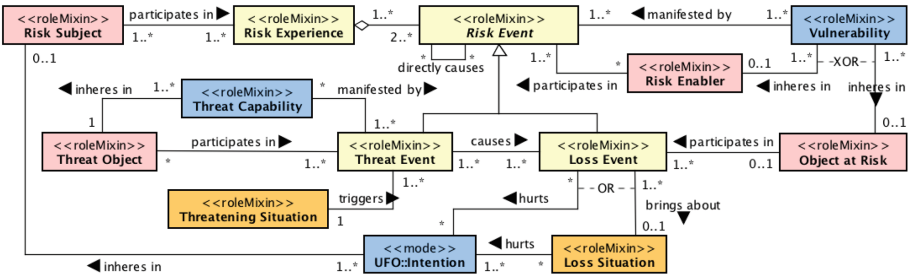 <<roleMixin>>
Risk Subject
participates in ▶
1..*
1..*
<<roleMixin>>
Risk Experience
1..*
2..*
<<roleMixin>>
Risk Event
1..*
◀ manifested by
1..*
<<roleMixin>>
Vulnerability
0..1
*
*
directly causes
1..*
*
<<roleMixin>>
Risk Enabler
0..1
1..*
-XOR-
1..*
◀ participates in
◀ inheres in
inheres in
▼
◀ inheres in
1..*
<<roleMixin>>
Threat Capability
*
manifested by ▶
1
1..*
0..1
<<roleMixin>>
Threat Object
participates in ▶
*
1..*
<<roleMixin>>
Threat Event
causes ▶
1..*
1..*
<<roleMixin>>
Loss Event
◀ participates in
1..*
0..1
<<roleMixin>>
Object at Risk
<<roleMixin>>
Threatening Situation
triggers ▶
1
1..*
*
- OR -
1..*
◀ hurts
brings about
▼
*
0..1
<<mode>>
UFO::Intention
◀ hurts
1..*
*
<<roleMixin>>
Loss Situation
◀ inheres in
1..*